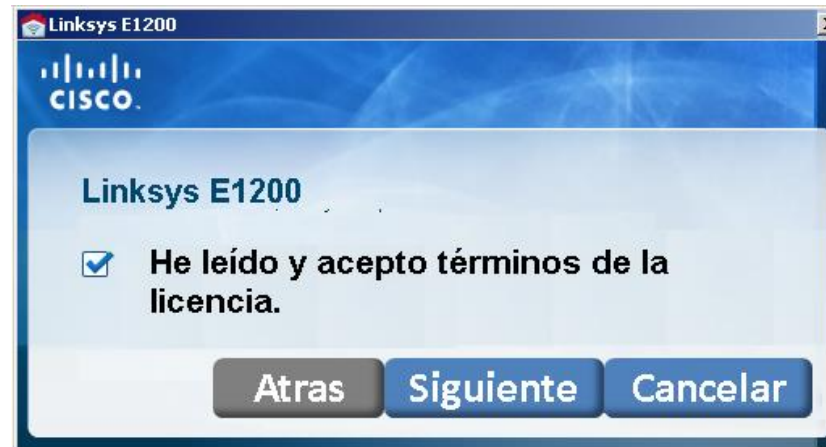 Linksys E1200
CISCO.
Linksys E1200
He leído y acepto términos de la
licencia.
Atras Siguiente Cancelar